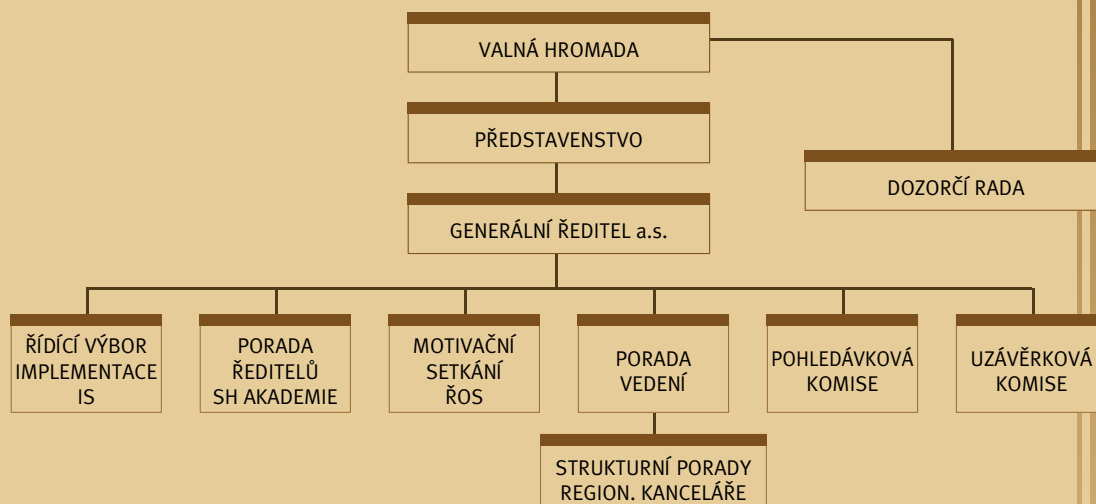 VALNÁ HROMADA
PŘEDSTAVENSTVO
DOZORČÍ RADA
GENERÁLNÍ ŘEDITEL a.s.
ŘÍDÍCÍ VÝBOR
IMPLEMENTACE
IS
PORADA
ŘEDITELŮ
SH AKADEMIE
MOTIVAČNÍ
SETKÁNÍ
ŘOS
PORADA
VEDENÍ
POHLEDÁVKOVÁ
KOMISE
UZÁVĚRKOVÁ
KOMISE
STRUKTURNÍ PORADY
REGION. KANCELÁŘE